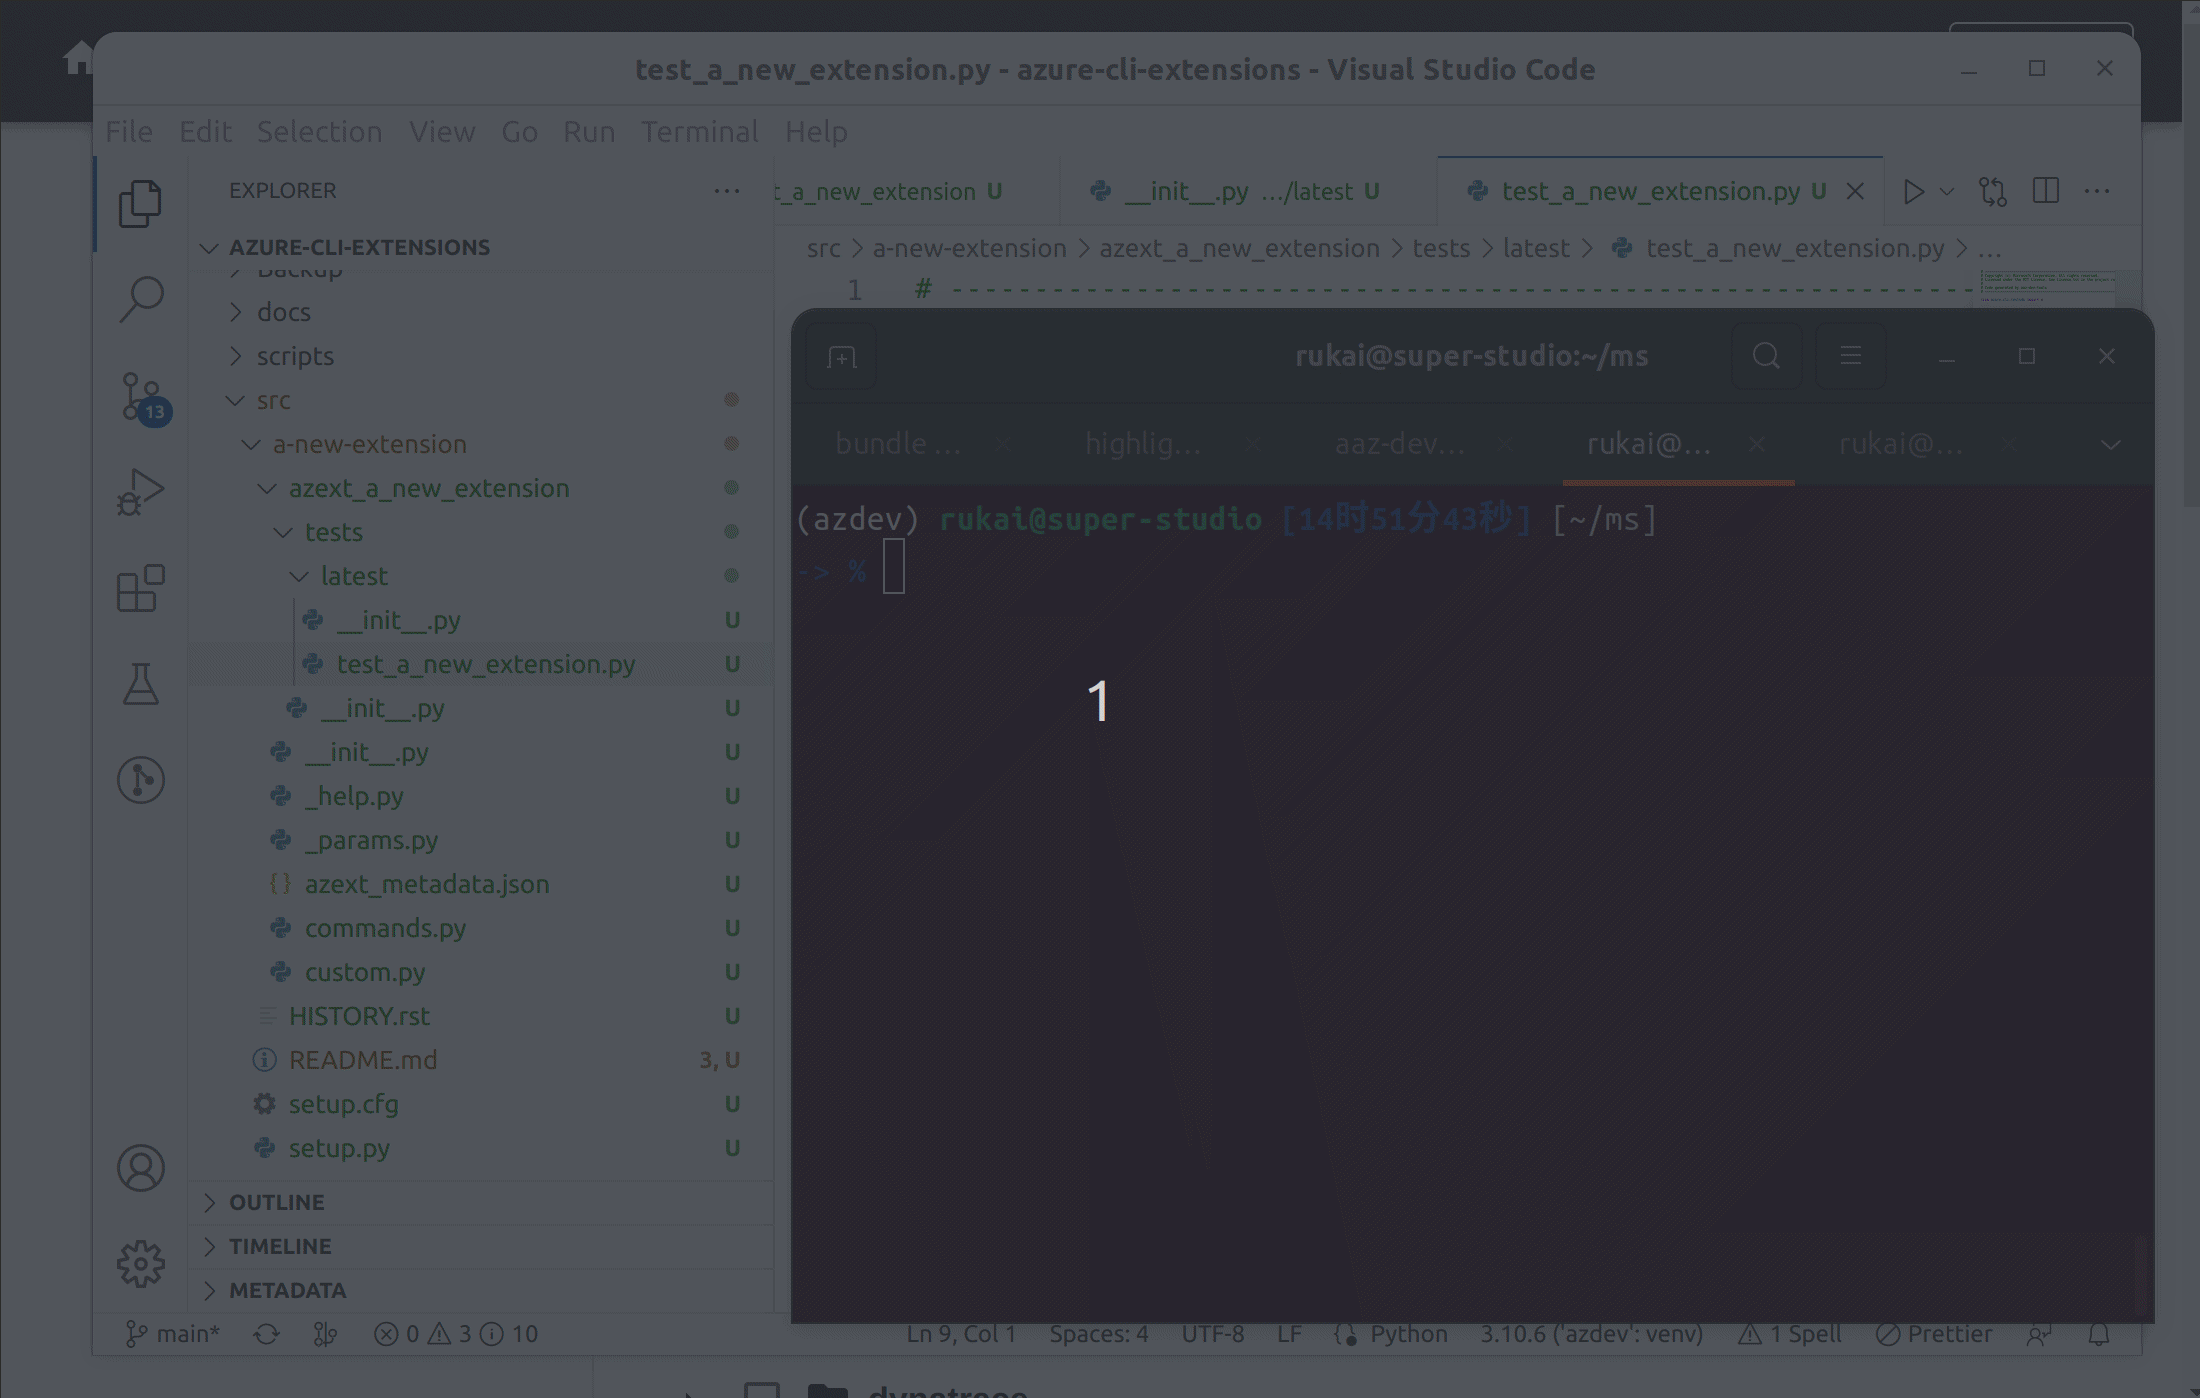 test_a_new_extension.py - azure-cli-extensions - Visual Studio Code
File Edit Selection View Go Run Terminal Help
EXPLORER
t_a_new_extension U
__init__.py .../latest U
test_a_new_extension.py U
AZURE-CLI-EXTENSIONS
src > a-new-extension > azext_a_new_extension > tests > latest > test_a_new_extension.py > ...
1 # ------------------------------------------------------------
Backup
docs
scripts
src
a-new-extension
azext_a_new_extension
tests
latest
__init__.py U
test_a_new_extension.py U
__init__.py U
__init__.py U
_help.py U
_params.py U
{} azext_metadata.json U
commands.py U
custom.py U
HISTORY.rst U
README.md 3, U
setup.cfg U
setup.py U
OUTLINE
TIMELINE
METADATA
13
rukai@super-studio:~/ms
bundle ... highlig... aaz-dev... rukai@... rukai@...
(azdev) rukai@super-studio [14时51分43秒] [~/ms]
-> %
1
main* 0 3 10 Ln 9, Col 1 Spaces: 4 UTF-8 LF Python 3.10.6 ('azdev': venv) 1 Spell Prettier